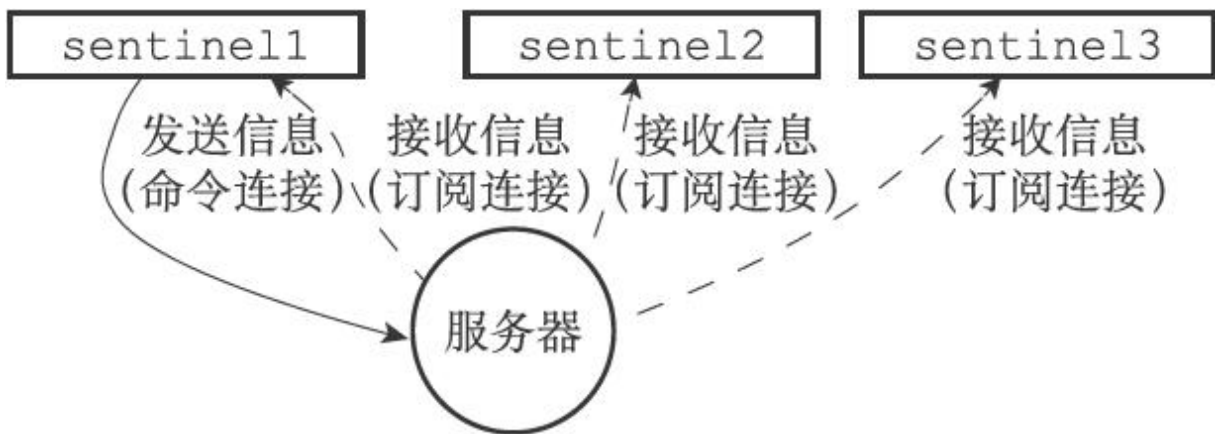 sentinel1 sentinel2 sentinel3
发送信息 接收信息 接收信息 接收信息
(命令连接) (订阅连接) (订阅连接) (订阅连接)
服务器